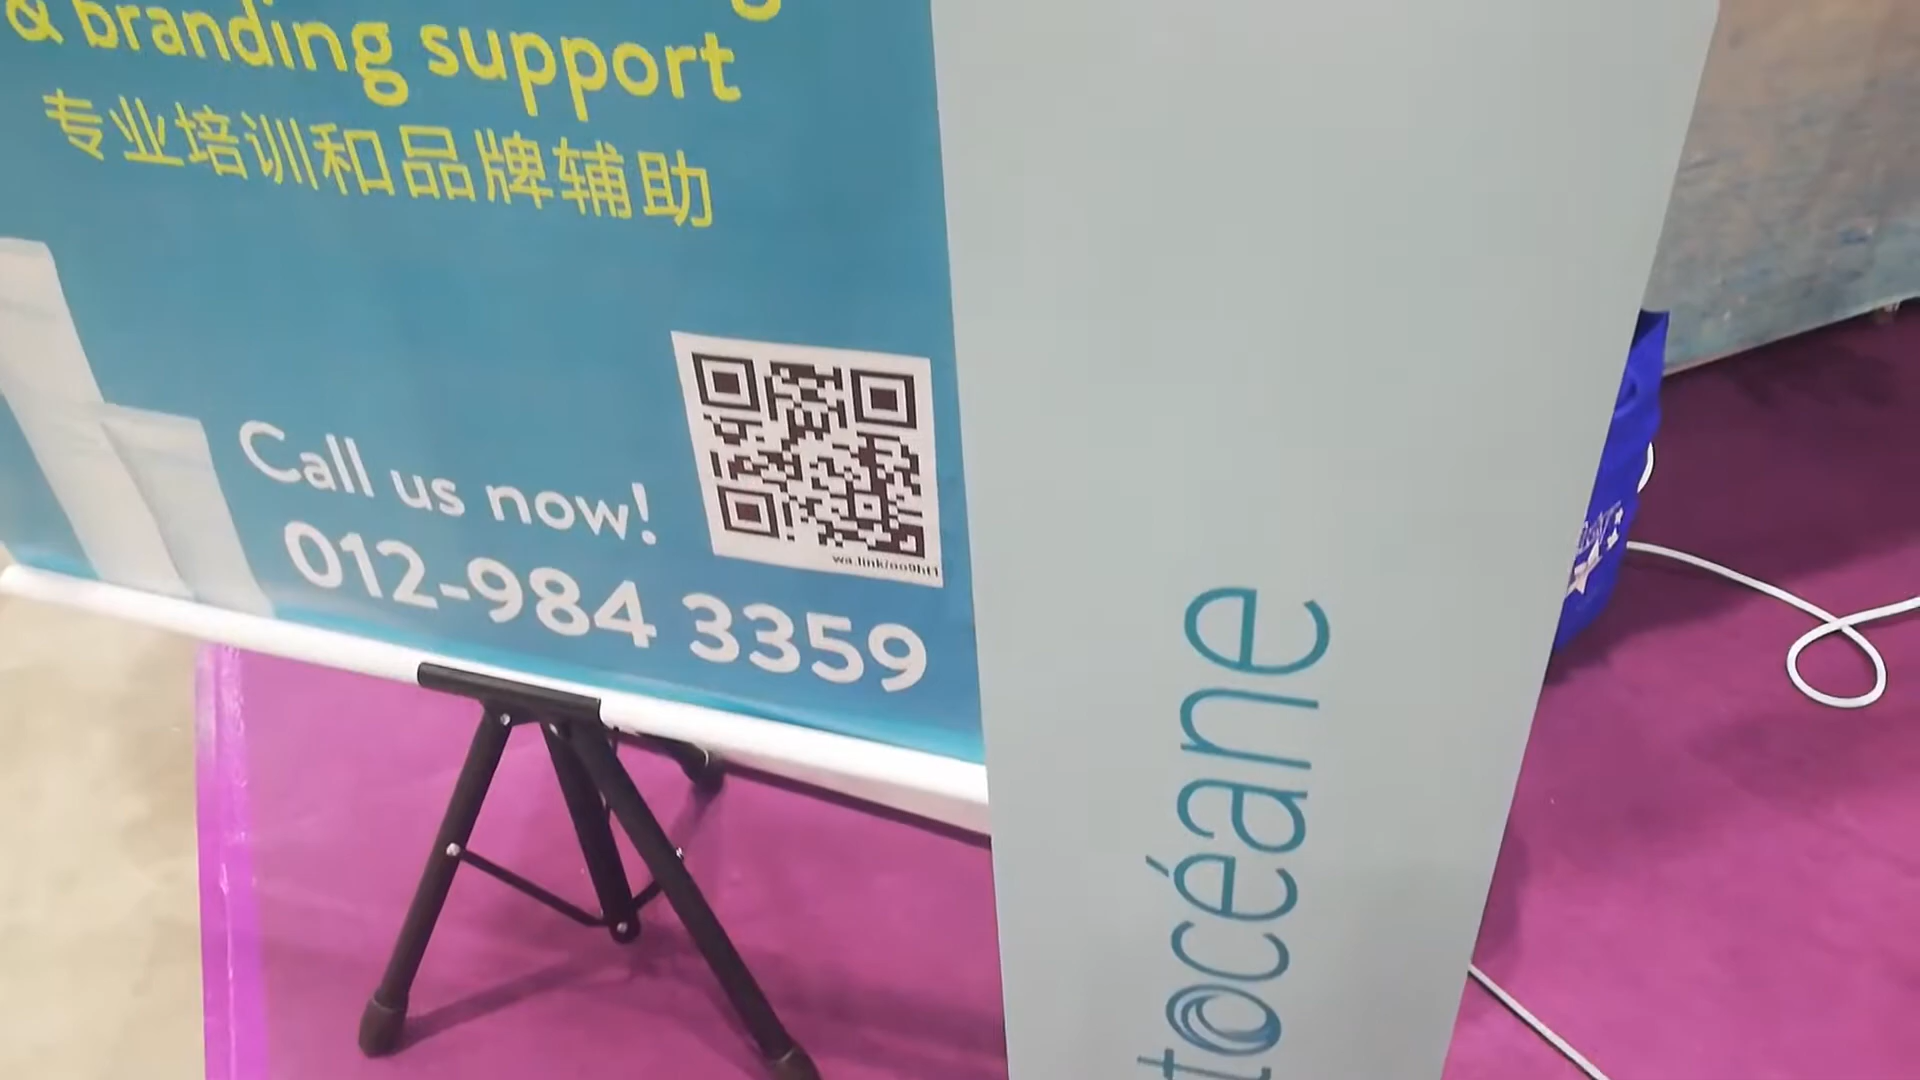 & branding support
专业培训和品牌辅助
Call us now!
012-984 3359
wa.link/oo9ht1
tocéane